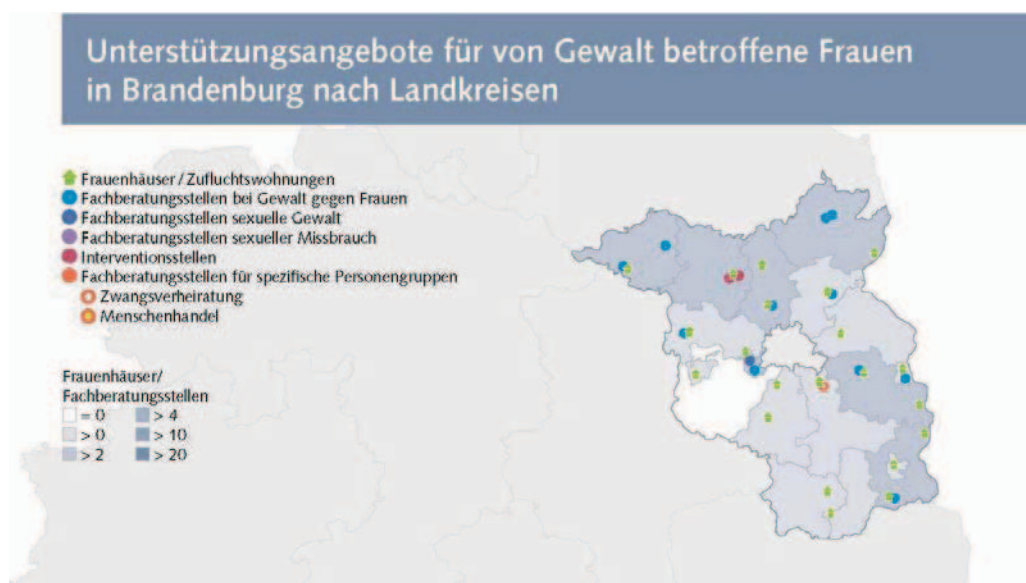 Unterstützungsangebote für von Gewalt betroffene Frauen
in Brandenburg nach Landkreisen
Frauenhäuser / Zufluchtswohnungen
Fachberatungsstellen bei Gewalt gegen Frauen
Fachberatungsstellen sexuelle Gewalt
Fachberatungsstellen sexueller Missbrauch
Interventionsstellen
Fachberatungsstellen für spezifische Personengruppen
Zwangsverheiratung
Menschenhandel
Frauenhäuser/
Fachberatungsstellen
= 0 > 4
> 0 > 10
> 2 > 20